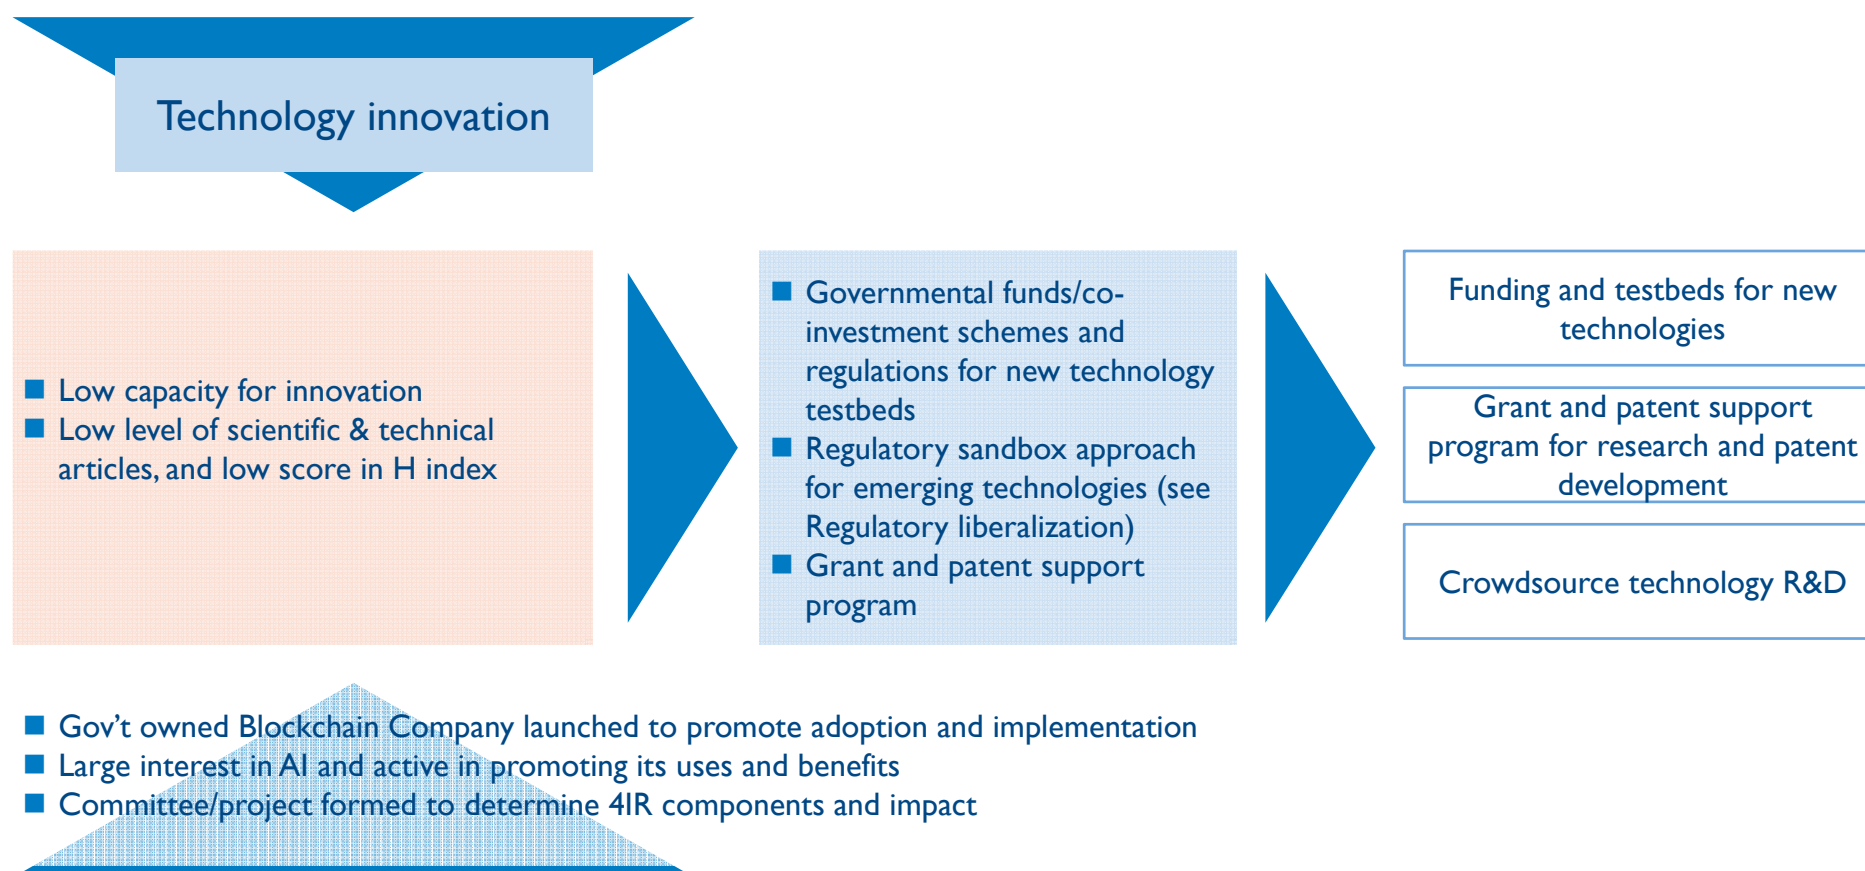 Technology innovation
■ Low capacity for innovation
■ Low level of scientific & technical
articles, and low score in H index
■ Governmental funds/co-
investment schemes and
regulations for new technology
testbeds
■ Regulatory sandbox approach
for emerging technologies (see
Regulatory liberalization)
■ Grant and patent support
program
Funding and testbeds for new
technologies
Grant and patent support
program for research and patent
development
Crowdsource technology R&D
■ Gov't owned Blockchain Company launched to promote adoption and implementation
■ Large interest in AI and active in promoting its uses and benefits
■ Committee/project formed to determine 4IR components and impact